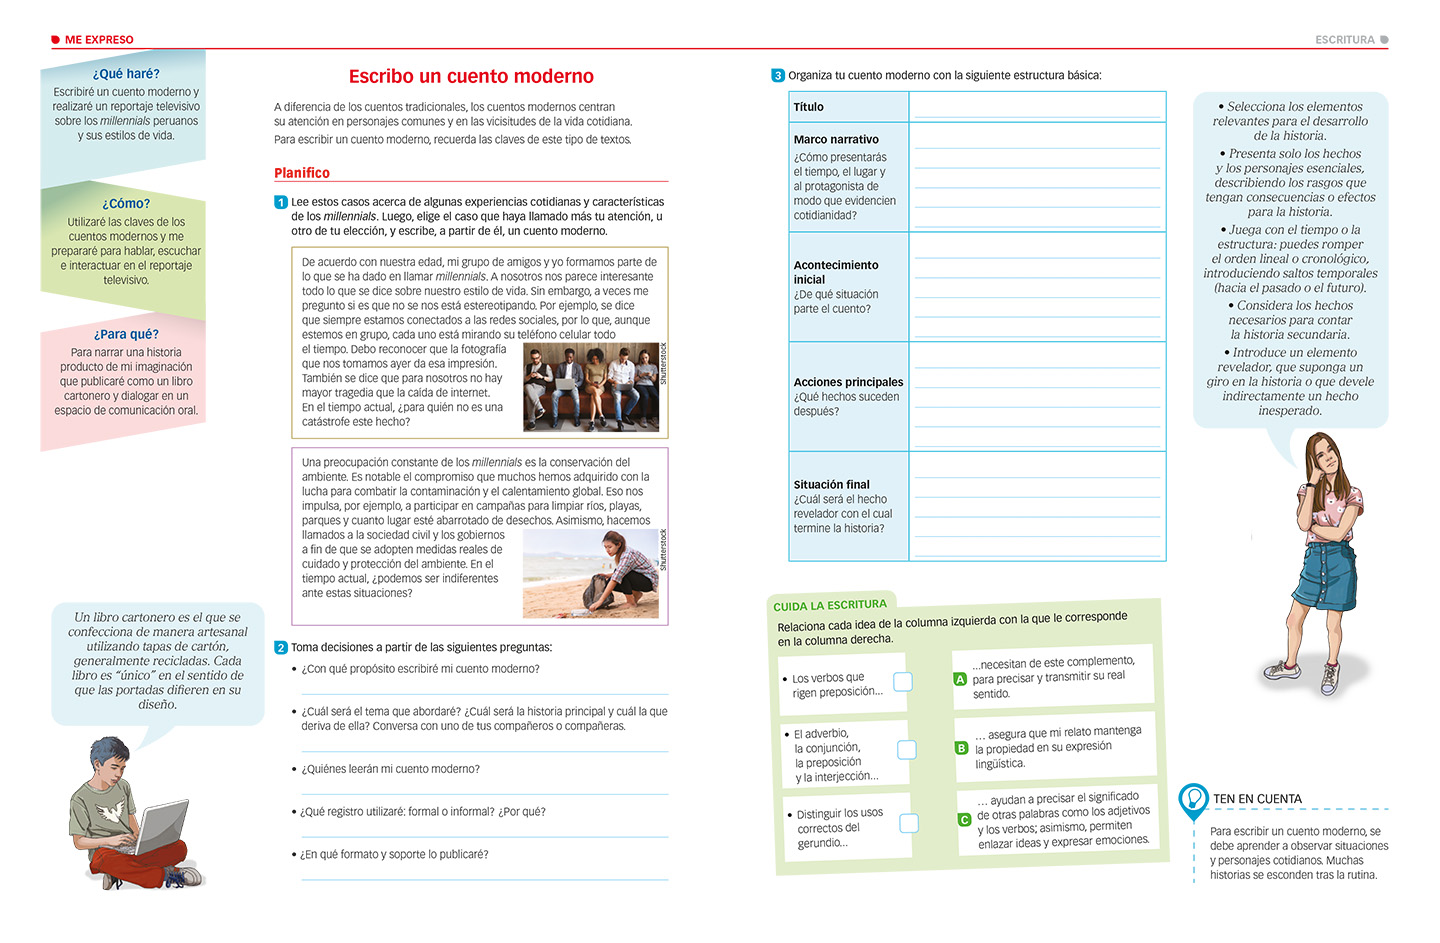 ME EXPRESO
ESCRITURA
¿Qué haré?
Escribiré un cuento moderno y
realizaré un reportaje televisivo
sobre los millennials peruanos
y sus estilos de vida.
¿Cómo?
Utilizaré las claves de los
cuentos modernos y me
prepararé para hablar, escuchar
e interactuar en el reportaje
televisivo.
¿Para qué?
Para narrar una historia
producto de mi imaginación
que publicaré como un libro
cartonero y dialogar en un
espacio de comunicación oral.
Un libro cartonero es el que se
confecciona de manera artesanal
utilizando tapas de cartón,
generalmente recicladas. Cada
libro es “único” en el sentido de
que las portadas difieren en su
diseño.
Escribo un cuento moderno
A diferencia de los cuentos tradicionales, los cuentos modernos centran
su atención en personajes comunes y en las vicisitudes de la vida cotidiana.
Para escribir un cuento moderno, recuerda las claves de este tipo de textos.
Planifico
1 Lee estos casos acerca de algunas experiencias cotidianas y características
de los millennials. Luego, elige el caso que haya llamado más tu atención, u
otro de tu elección, y escribe, a partir de él, un cuento moderno.
De acuerdo con nuestra edad, mi grupo de amigos y yo formamos parte de
lo que se ha dado en llamar millennials. A nosotros nos parece interesante
todo lo que se dice sobre nuestro estilo de vida. Sin embargo, a veces me
pregunto si es que no se nos está estereotipando. Por ejemplo, se dice
que siempre estamos conectados a las redes sociales, por lo que, aunque
estemos en grupo, cada uno está mirando su teléfono celular todo
el tiempo. Debo reconocer que la fotografía
que nos tomamos ayer da esa impresión.
También se dice que para nosotros no hay
mayor tragedia que la caída de internet.
En el tiempo actual, ¿para quién no es una
catástrofe este hecho?
Shutterstock
Una preocupación constante de los millennials es la conservación del
ambiente. Es notable el compromiso que muchos hemos adquirido con la
lucha para combatir la contaminación y el calentamiento global. Eso nos
impulsa, por ejemplo, a participar en campañas para limpiar ríos, playas,
parques y cuanto lugar esté abarrotado de desechos. Asimismo, hacemos
llamados a la sociedad civil y los gobiernos
a fin de que se adopten medidas reales de
cuidado y protección del ambiente. En el
tiempo actual, ¿podemos ser indiferentes
ante estas situaciones?
Shutterstock
2 Toma decisiones a partir de las siguientes preguntas:
• ¿Con qué propósito escribiré mi cuento moderno?
• ¿Cuál será el tema que abordaré? ¿Cuál será la historia principal y cuál la que
deriva de ella? Conversa con uno de tus compañeros o compañeras.
• ¿Quiénes leerán mi cuento moderno?
• ¿Qué registro utilizaré: formal o informal? ¿Por qué?
• ¿En qué formato y soporte lo publicaré?
3 Organiza tu cuento moderno con la siguiente estructura básica:
Título
Marco narrativo
¿Cómo presentarás
el tiempo, el lugar y
al protagonista de
modo que evidencien
cotidianidad?
Acontecimiento
inicial
¿De qué situación
parte el cuento?
Acciones principales
¿Qué hechos suceden
después?
Situación final
¿Cuál será el hecho
revelador con el cual
termine la historia?
• Selecciona los elementos
relevantes para el desarrollo
de la historia.
• Presenta solo los hechos
y los personajes esenciales,
describiendo los rasgos que
tengan consecuencias o efectos
para la historia.
• Juega con el tiempo o la
estructura: puedes romper
el orden lineal o cronológico,
introduciendo saltos temporales
(hacia el pasado o el futuro).
• Considera los hechos
necesarios para contar
la historia secundaria.
• Introduce un elemento
revelador, que suponga un
giro en la historia o que devele
indirectamente un hecho
inesperado.
CUIDA LA ESCRITURA
Relaciona cada idea de la columna izquierda con la que le corresponde
en la columna derecha.
• Los verbos que
rigen preposición...
• El adverbio,
la conjunción,
la preposición
y la interjección...
• Distinguir los usos
correctos del
gerundio...
A ...necesitan de este complemento,
para precisar y transmitir su real
sentido.
B ... asegura que mi relato mantenga
la propiedad en su expresión
lingüística.
C ... ayudan a precisar el significado
de otras palabras como los adjetivos
y los verbos; asimismo, permiten
enlazar ideas y expresar emociones.
TEN EN CUENTA
Para escribir un cuento moderno, se
debe aprender a observar situaciones
y personajes cotidianos. Muchas
historias se esconden tras la rutina.